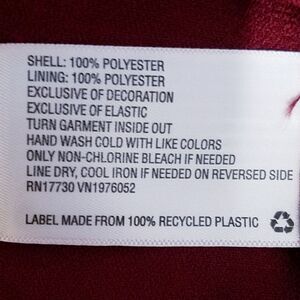 SHELL: 100% POLYESTER
LINING: 100% POLYESTER
EXCLUSIVE OF DECORATION
EXCLUSIVE OF ELASTIC
TURN GARMENT INSIDE OUT
HAND WASH COLD WITH LIKE COLORS
ONLY NON-CHLORINE BLEACH IF NEEDED
LINE DRY, COOL IRON IF NEEDED ON REVERSED SIDE
RN17730 VN1976052
LABEL MADE FROM 100% RECYCLED PLASTIC